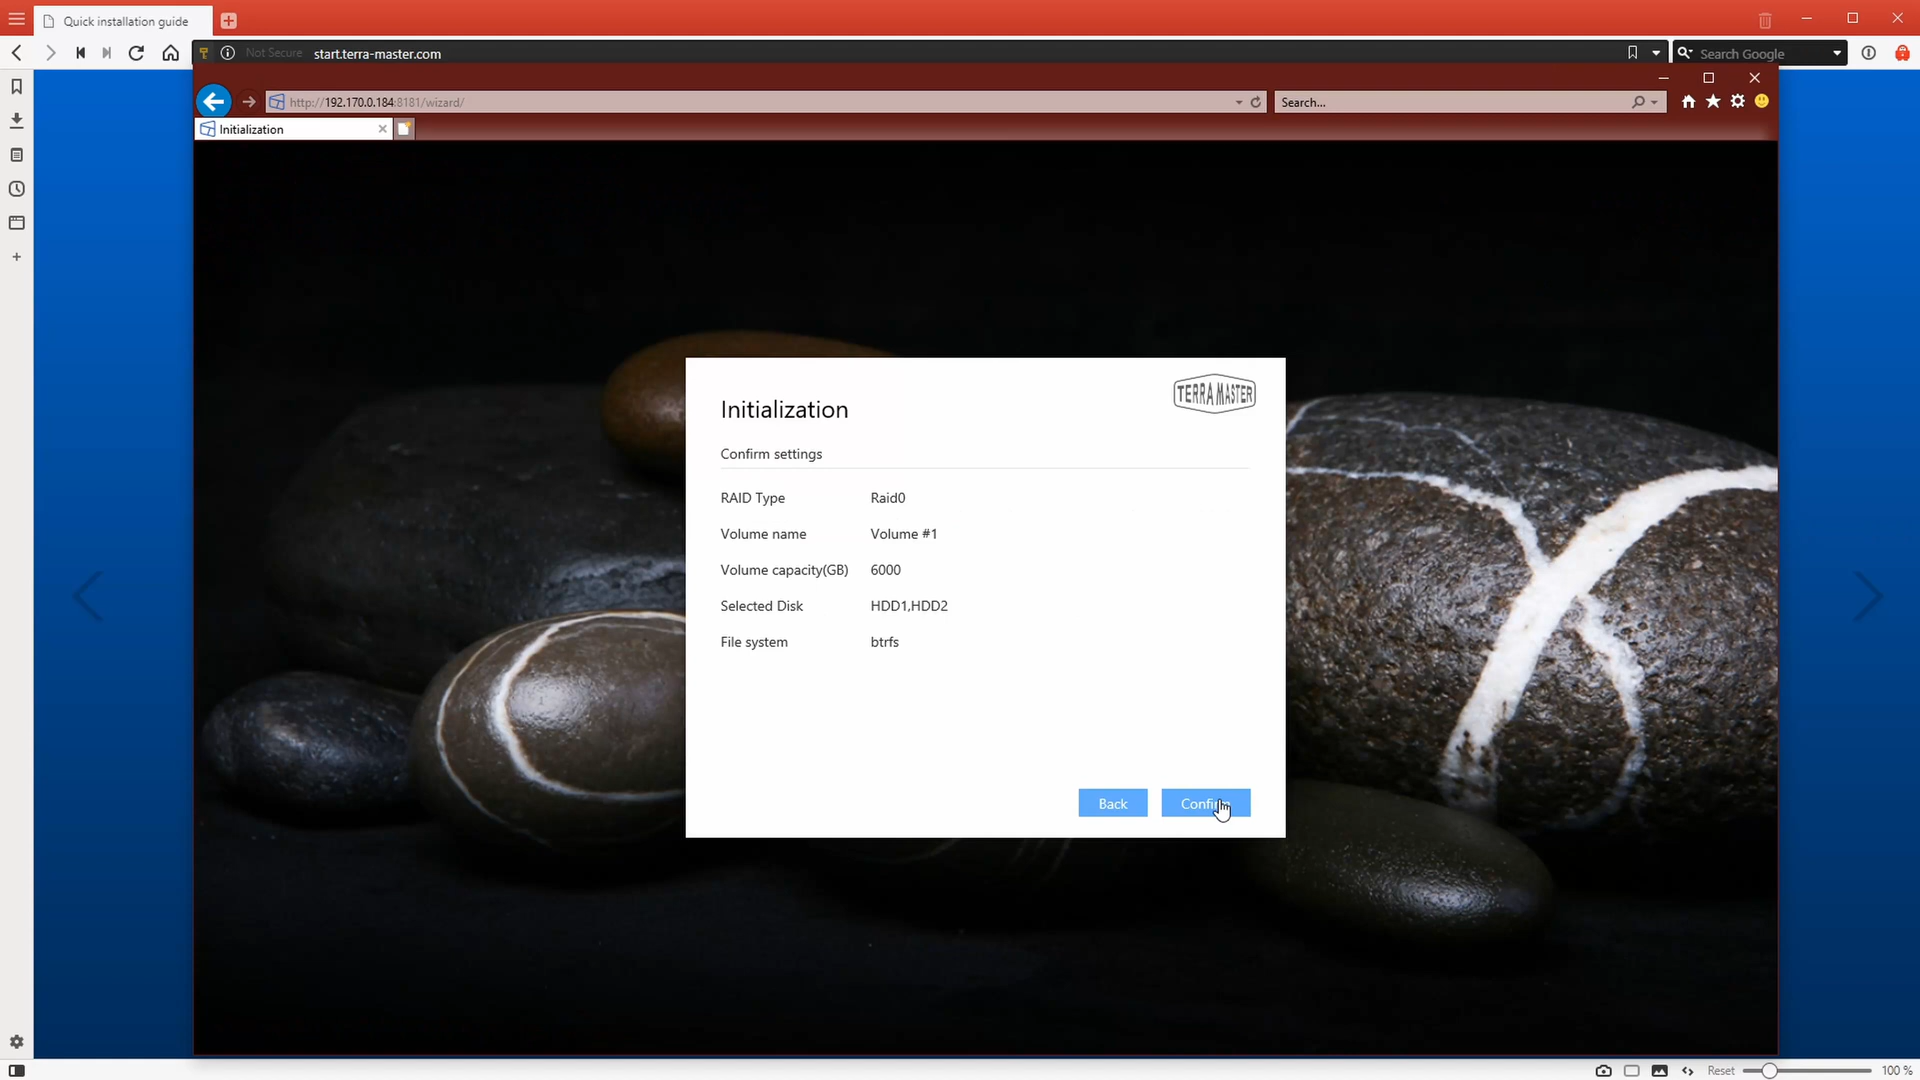 Quick installation guide
Not Secure
start.terra-master.com
Search Google
http://192.170.0.184:8181/wizard/
Search...
Initialization
TERRAMASTER
Initialization
Confirm settings
RAID Type Raid0
Volume name Volume #1
Volume capacity(GB) 6000
Selected Disk HDD1,HDD2
File system btrfs
Back
Reset
100 %